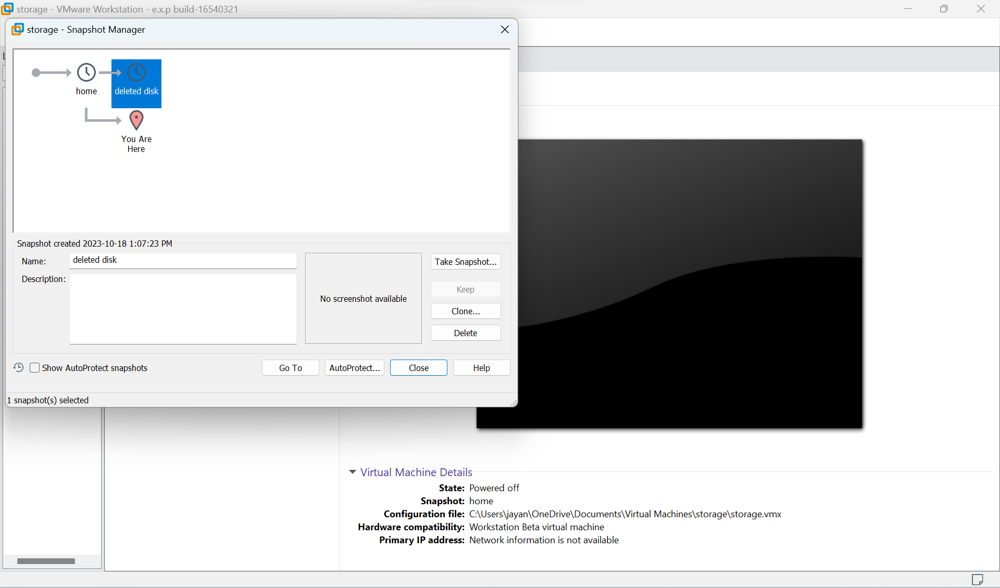 storage - VMware Workstation - e.x.p build-16540321
storage - Snapshot Manager
home
deleted disk
You Are
Here
Snapshot created 2023-10-18 1:07:23 PM
Name:
deleted disk
Description:
No screenshot available
Take Snapshot...
Keep
Clone...
Delete
Show AutoProtect snapshots
Go To
AutoProtect...
Close
Help
1 snapshot(s) selected
Virtual Machine Details
State: Powered off
Snapshot: home
Configuration file: C:\Users\jayan\OneDrive\Documents\Virtual Machines\storage\storage.vmx
Hardware compatibility: Workstation Beta virtual machine
Primary IP address: Network information is not available